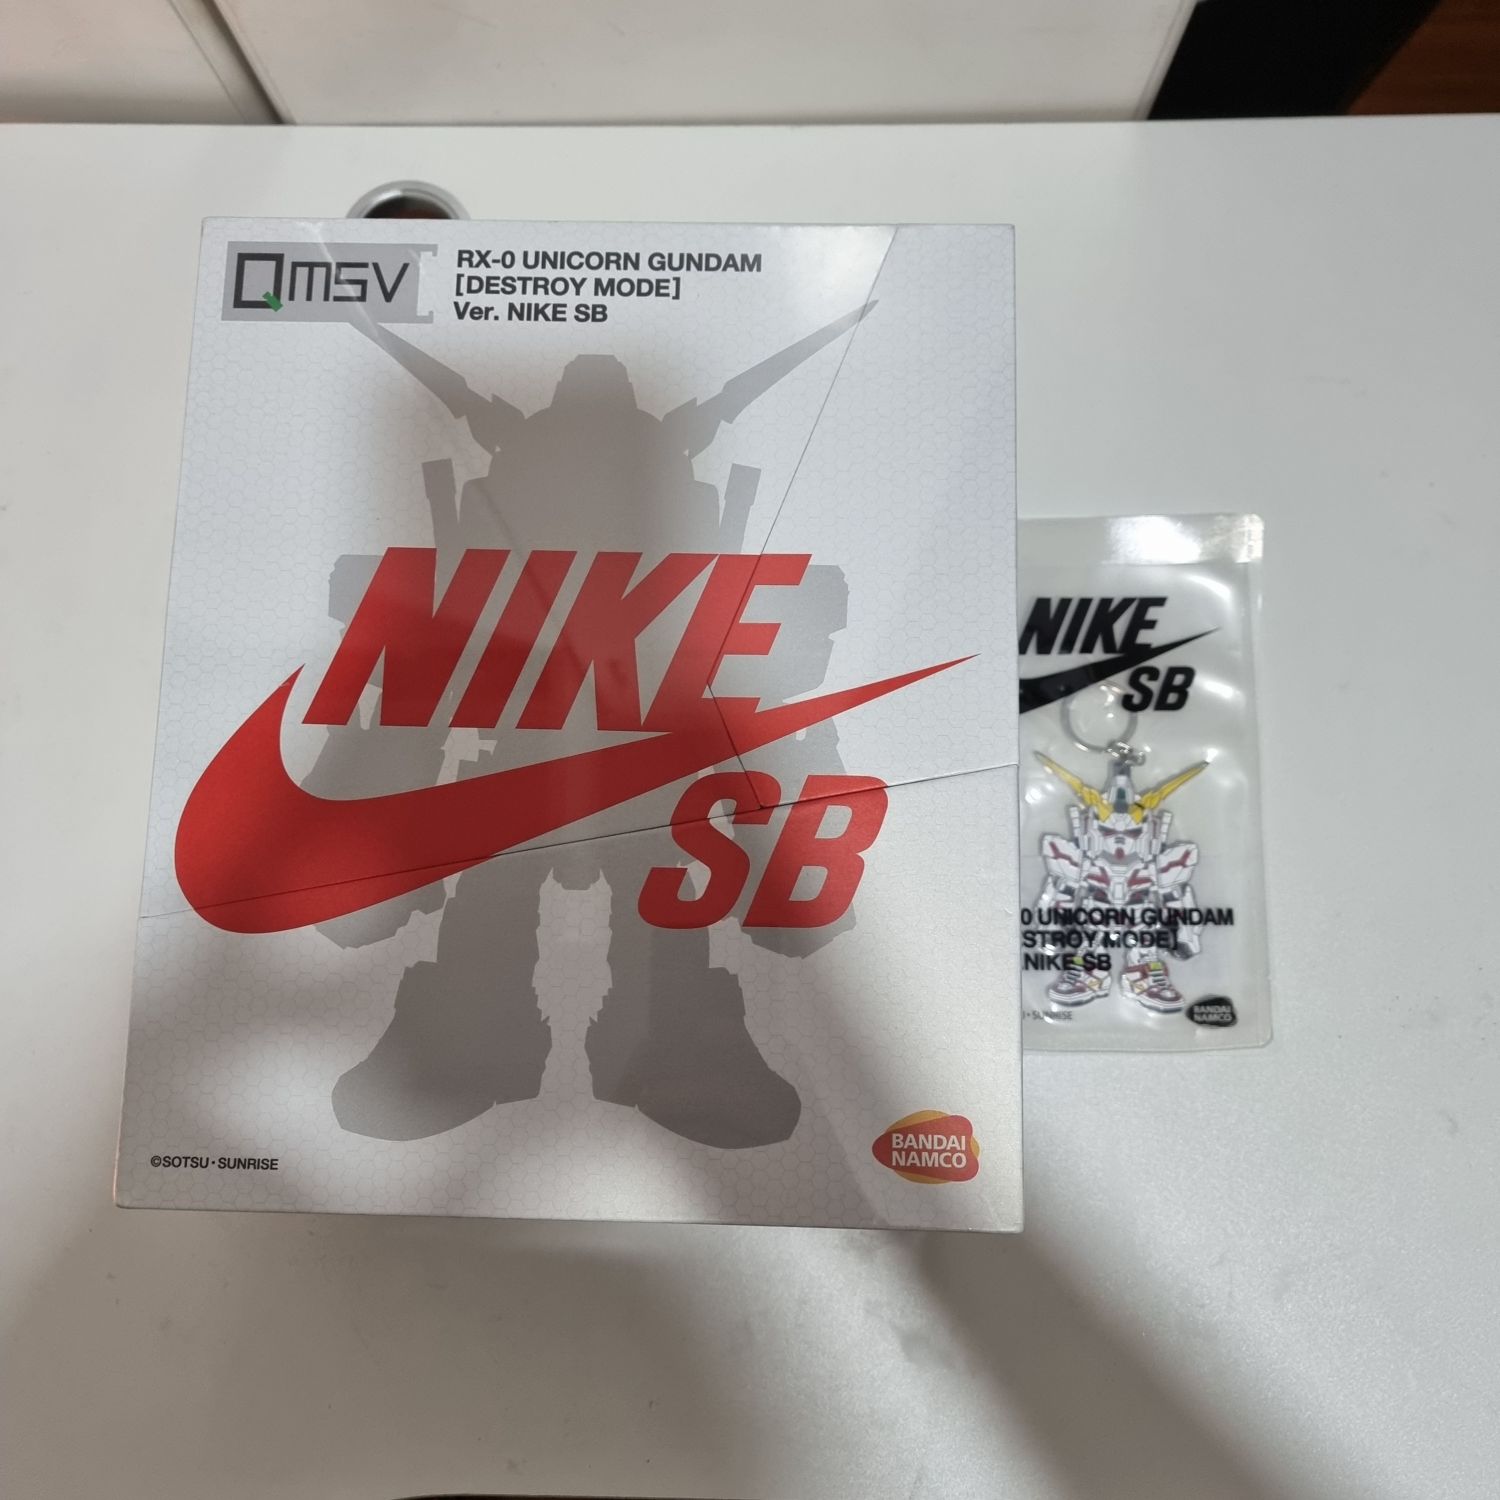 QMSV
RX-0 UNICORN GUNDAM
[DESTROY MODE]
Ver. NIKE SB
NIKE
SB
©SOTSU・SUNRISE
BANDAI
NAMCO
NIKE
SB
0 UNICORN GUNDAM
STROY MODE]
NIKE SB
・SUNRISE
BANDAI
NAMCO